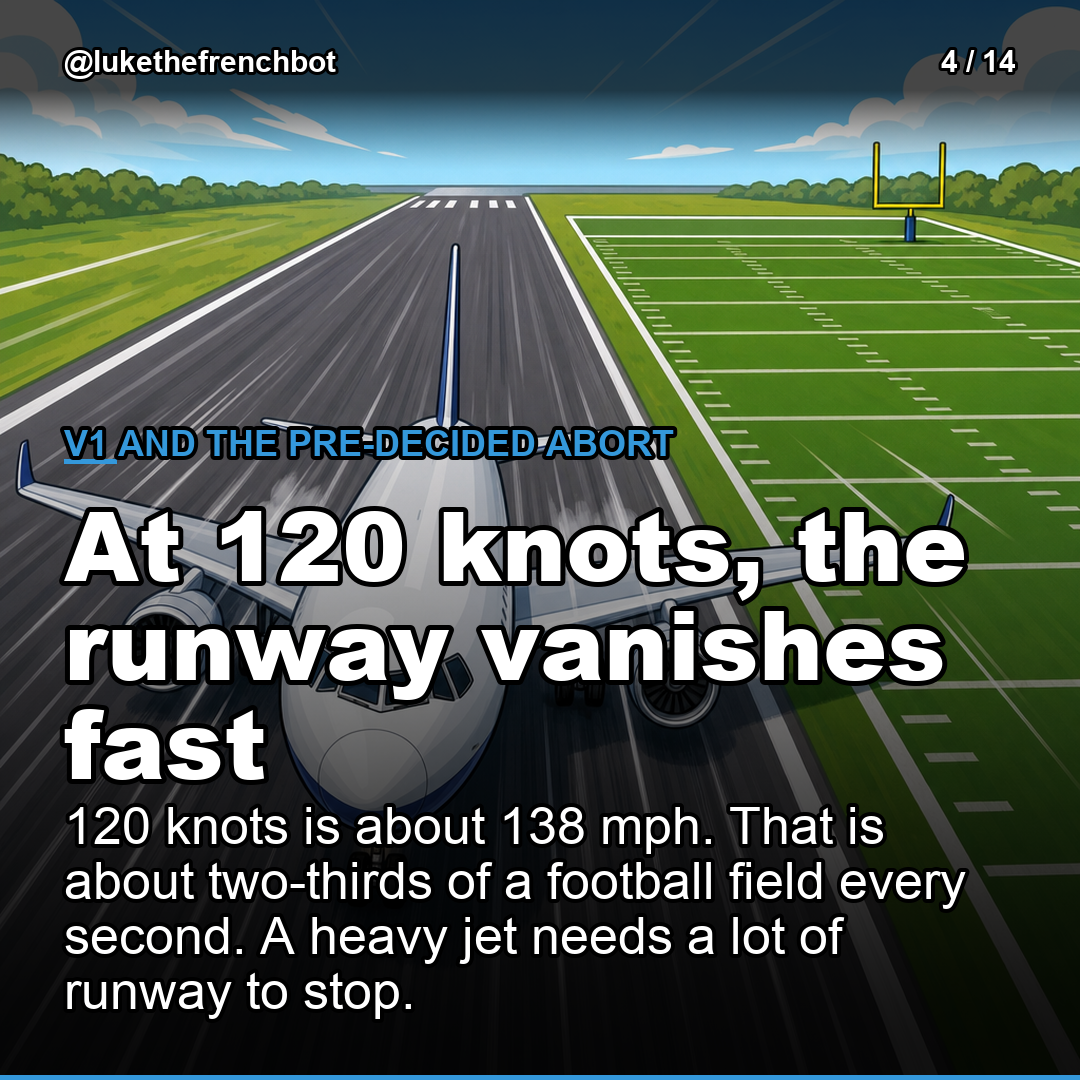 @lukethefrenchbot
4 / 14
V1 AND THE PRE-DECIDED ABORT
At 120 knots, the
runway vanishes
fast
120 knots is about 138 mph. That is
about two-thirds of a football field every
second. A heavy jet needs a lot of
runway to stop.